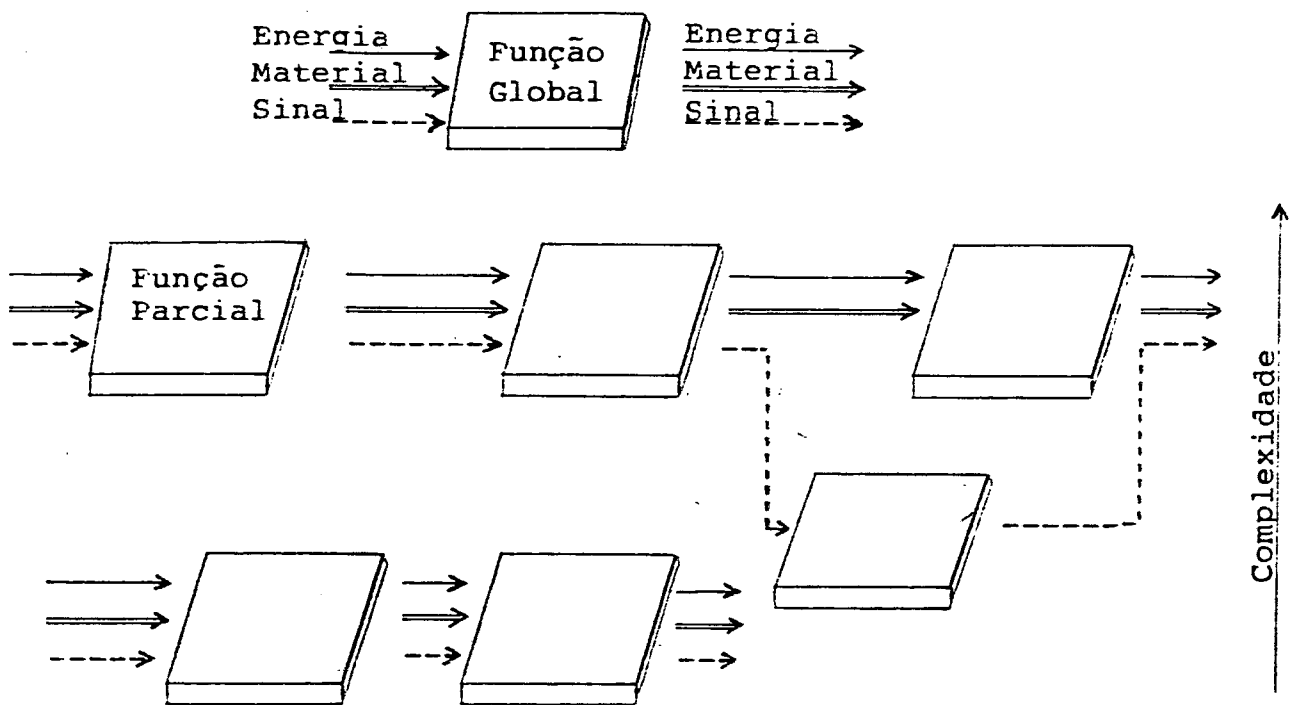 Energia
Material
Sinal
Função
Global
Energia
Material
Sinal
Função
Parcial
Complexidade